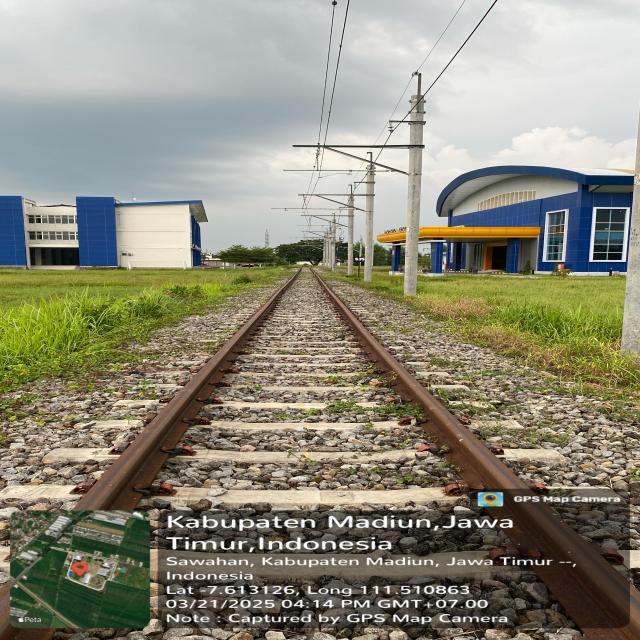 GPS Map Camera
Kabupaten Madiun,Jawa
Timur,Indonesia
Sawahan, Kabupaten Madiun, Jawa Timur --,
Indonesia
Lat -7.613126, Long 111.510863
03/21/2025 04:14 PM GMT+07.00
Note : Captured by GPS Map Camera
Peta